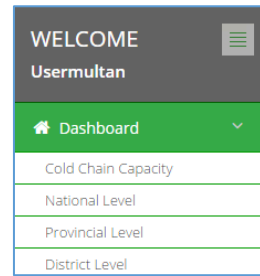 WELCOME
Usermultan
Dashboard
Cold Chain Capacity
National Level
Provincial Level
District Level